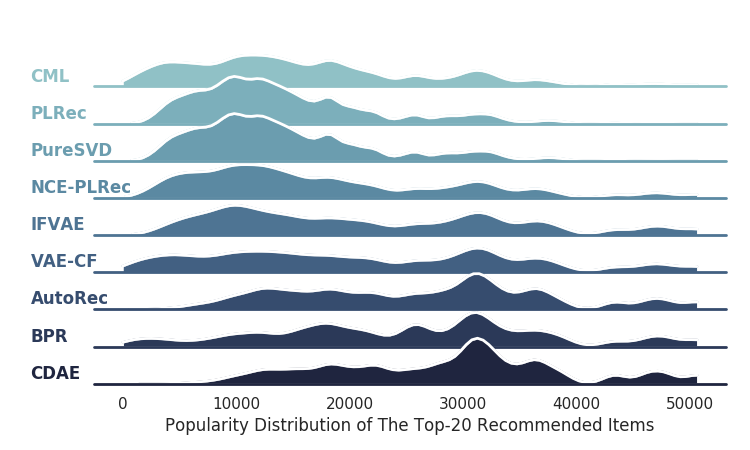 CML
PLRec
PureSVD
NCE-PLRec
IFVAE
VAE-CF
AutoRec
BPR
CDAE
0 10000 20000 30000 40000 50000
Popularity Distribution of The Top-20 Recommended Items